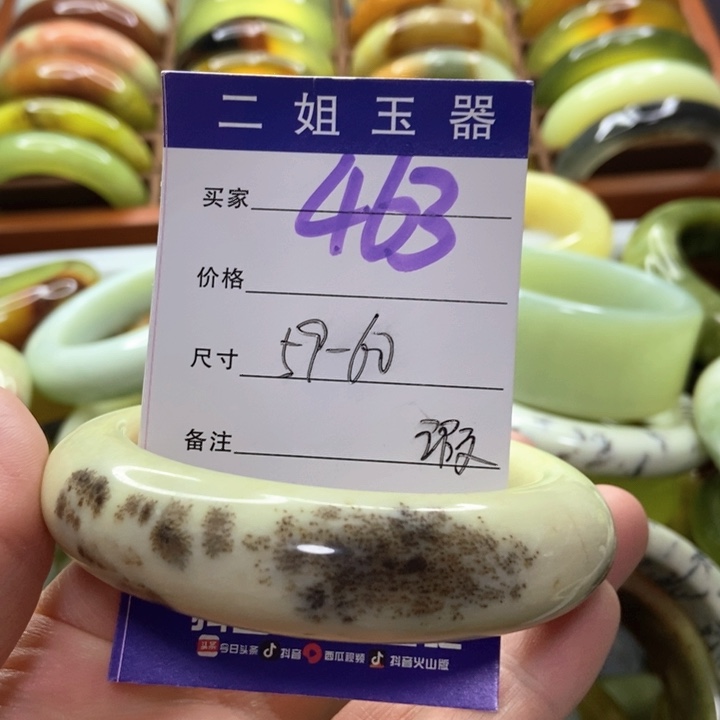 二姐玉器
买家 463
价格
尺寸 59-60
备注
今日头条 抖音 西瓜视频 抖音火山版